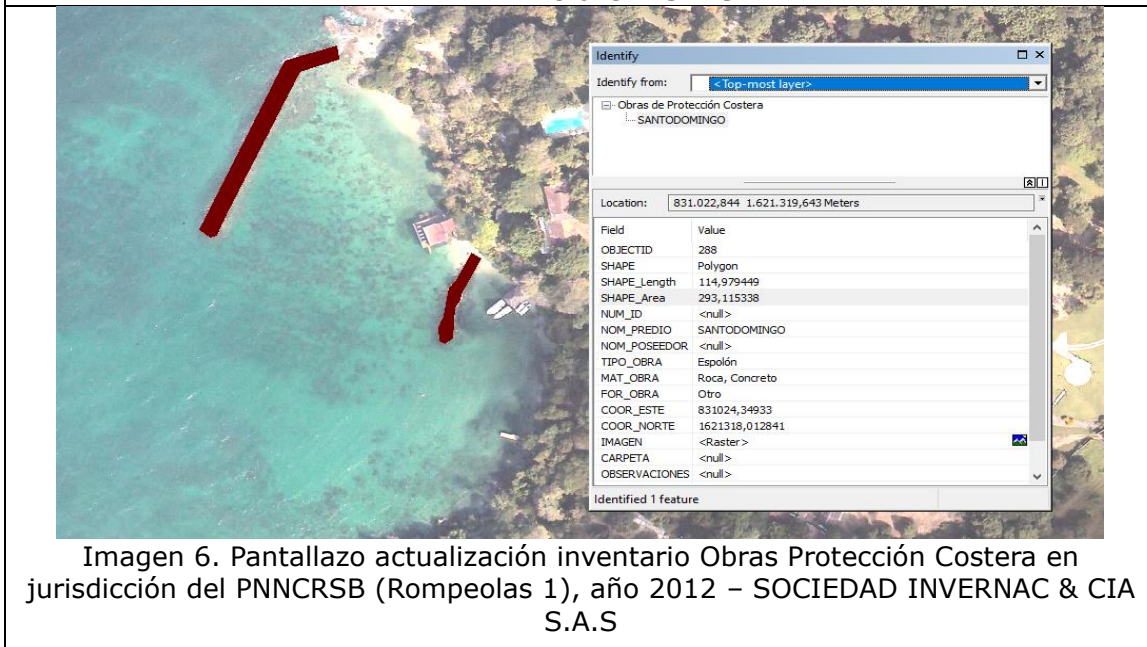 Identify
Identify from: <Top-most layer>
Obras de Protección Costera
SANTODOMINGO
Location: 831.022,844 1.621.319,643 Meters
Field Value
OBJECTID 288
SHAPE Polygon
SHAPE_Length 114,979449
SHAPE_Area 293,115338
NUM_ID <null>
NOM_PREDIO SANTODOMINGO
NOM_POSEEDOR <null>
TIPO_OBRA Espolón
MAT_OBRA Roca, Concreto
FOR_OBRA Otro
COOR_ESTE 831024,34933
COOR_NORTE 1621318,012841
IMAGEN <Raster>
CARPETA <null>
OBSERVACIONES <null>
Identified 1 feature
Imagen 6. Pantallazo actualización inventario Obras Protección Costera en
jurisdicción del PNNCRSB (Rompeolas 1), año 2012 – SOCIEDAD INVERNAC & CIA
S.A.S